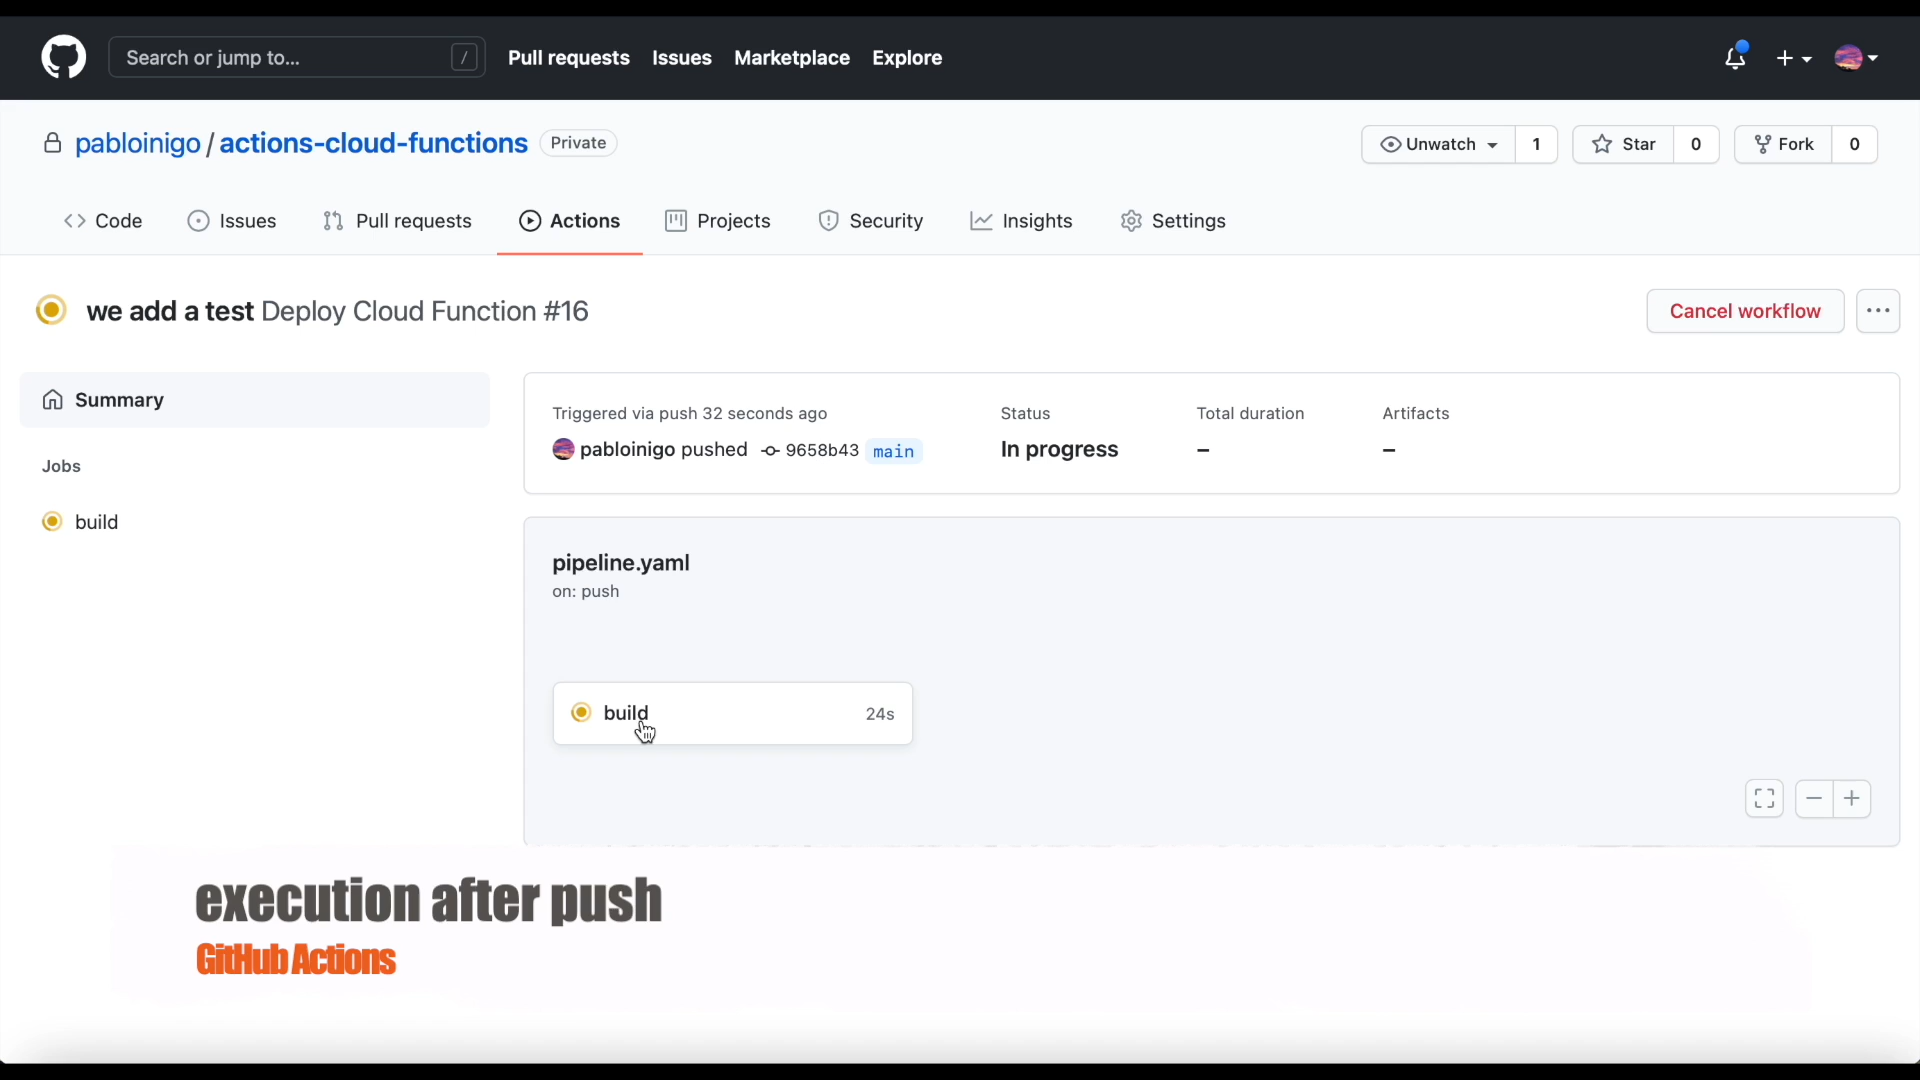 Search or jump to... /
Pull requests Issues Marketplace Explore
pabloinigo / actions-cloud-functions Private
Unwatch 1 Star 0 Fork 0
Code Issues Pull requests Actions Projects Security Insights Settings
we add a test Deploy Cloud Function #16
Cancel workflow ...
Summary
Jobs
build
Triggered via push 32 seconds ago
pabloinigo pushed 9658b43 main
Status
In progress
Total duration
–
Artifacts
–
pipeline.yaml
on: push
build 24s
execution after push
GitHub Actions